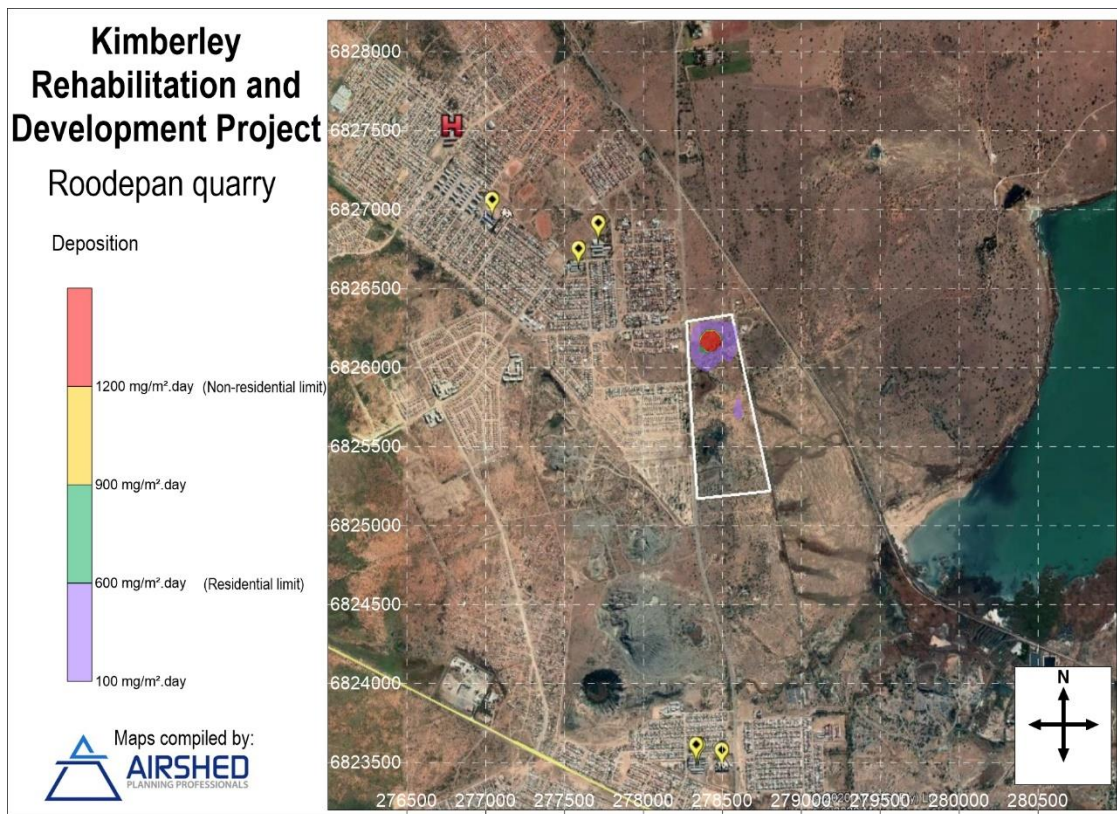 Kimberley
Rehabilitation and
Development Project
Roodepan quarry
Deposition
1200 mg/m².day (Non-residential limit)
900 mg/m².day
600 mg/m².day (Residential limit)
100 mg/m².day
Maps compiled by:
AIRSHED
PLANNING PROFESSIONALS
6828000
6827500
6827000
6826500
6826000
6825500
6825000
6824500
6824000
6823500
276500 277000 277500 278000 278500 279000 279500 280000 280500
H
N